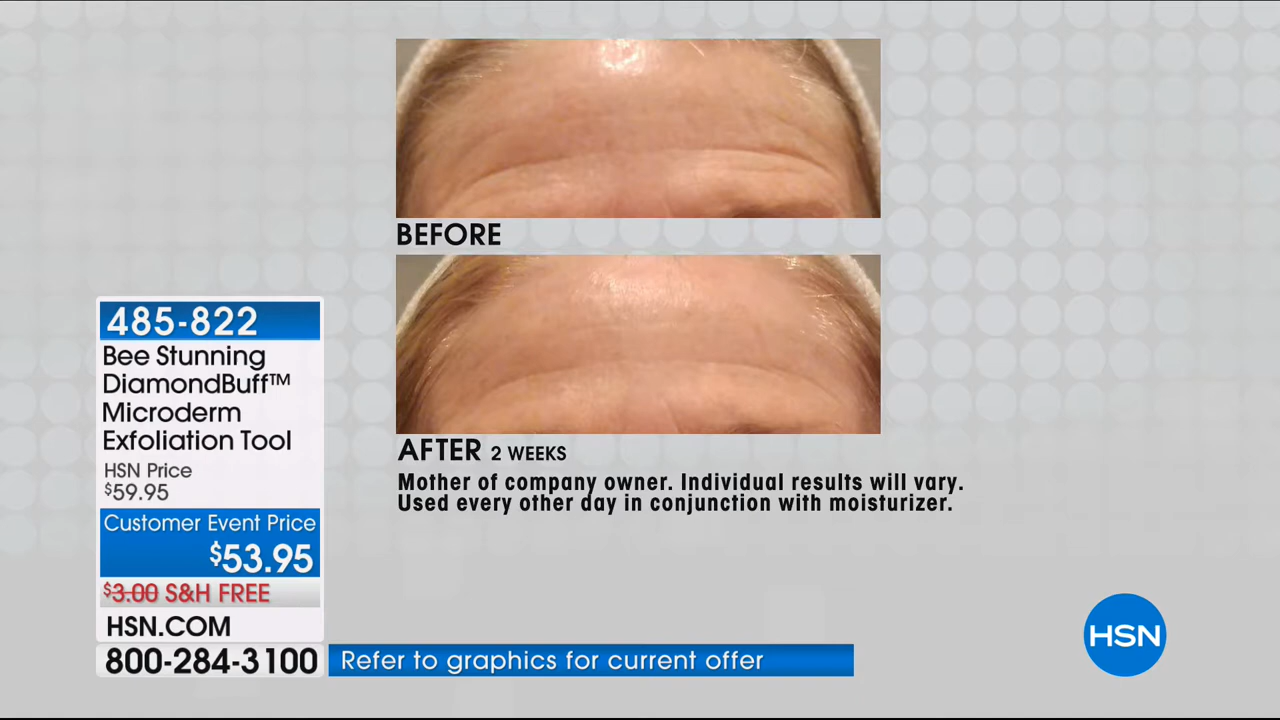 BEFORE
AFTER 2 WEEKS
Mother of company owner. Individual results will vary.
Used every other day in conjunction with moisturizer.
485-822
Bee Stunning
DiamondBuff™
Microderm
Exfoliation Tool
HSN Price
$59.95
Customer Event Price
$53.95
$3.00 S&H FREE
HSN.COM
800-284-3100
Refer to graphics for current offer
HSN